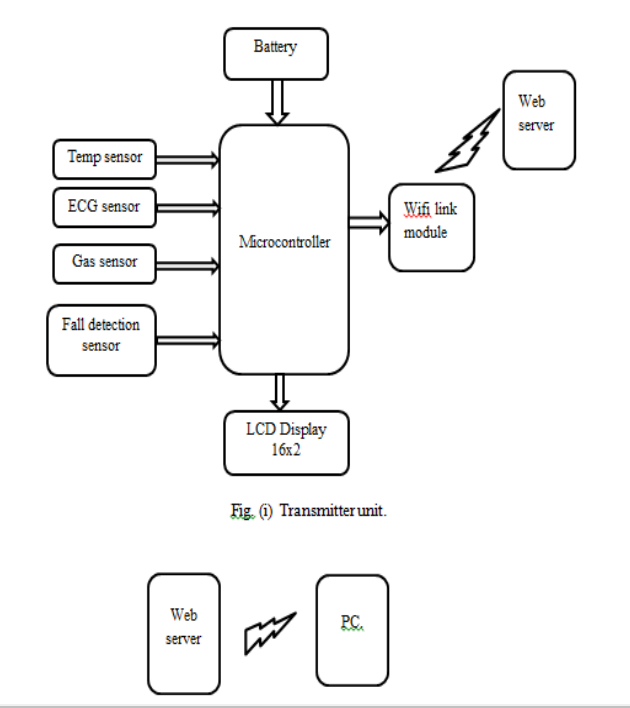 Battery
Web
server
Temp sensor
ECG sensor
Wifi link
module
Microcontroller
Gas sensor
Fall detection
sensor
LCD Display
16x2
Fig. (i) Transmitter unit.
Web
server
PC.